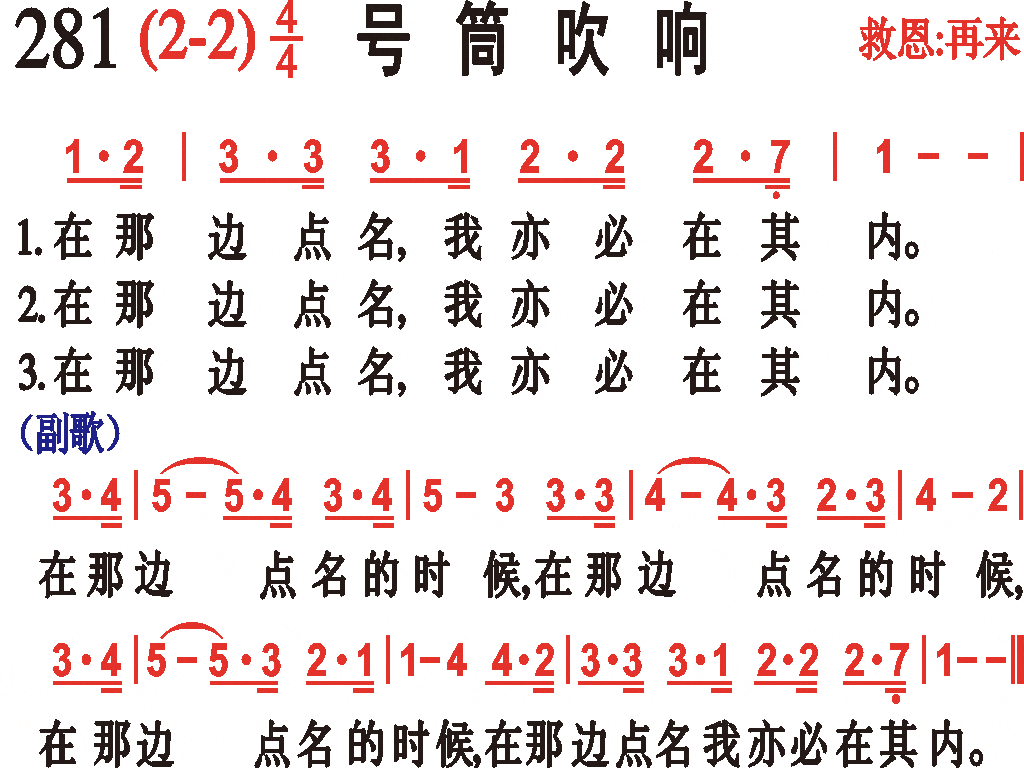 281 (2-2) 4/4 号筒吹响 救恩:再来
1·2 | 3·3 3·1 2·2 2·7̣ | 1 - - |
1.在那边点名,我亦必在其内。
2.在那边点名,我亦必在其内。
3.在那边点名,我亦必在其内。
(副歌)
3·4 | 5 - 5·4 3·4 | 5 - 3 3·3 | 4 - 4·3 2·3 | 4 - 2 |
在那边点名的时候,在那边点名的时候,
3·4 | 5 - 5·3 2·1 | 1 - 4 4·2 | 3·3 3·1 2·2 2·7̣ | 1 - - ‖
在那边点名的时候,在那边点名我亦必在其内。